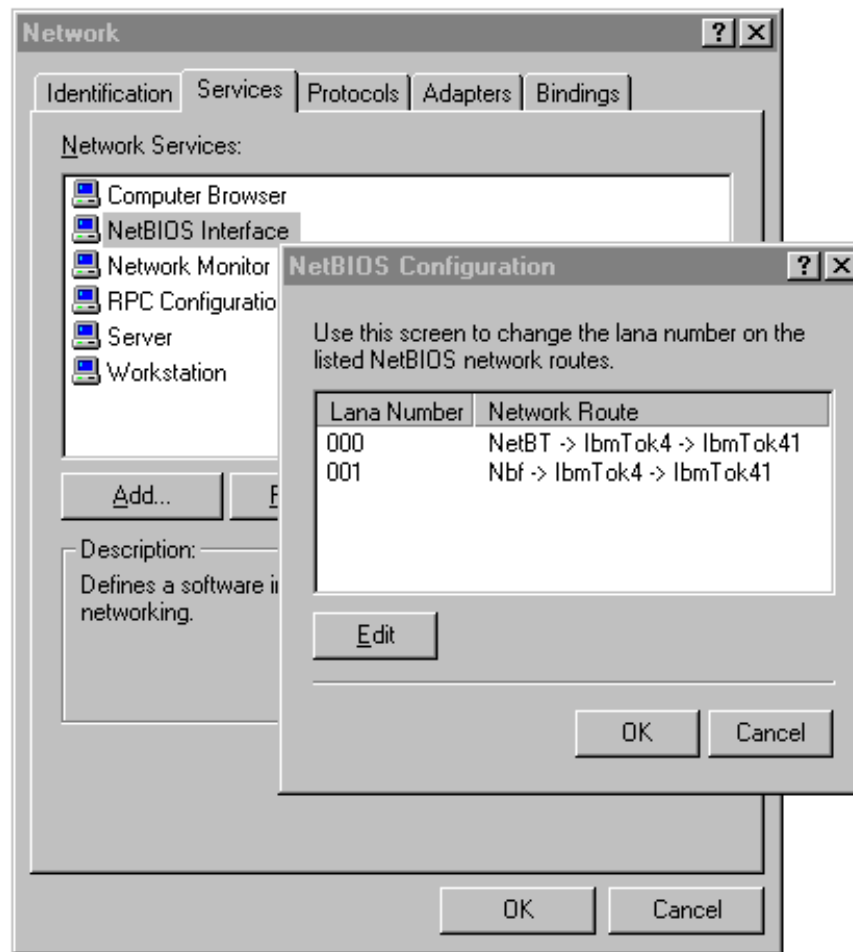 Network
Identification Services Protocols Adapters Bindings
Network Services:
Computer Browser
NetBIOS Interface
Network Monitor
RPC Configuratio
Server
Workstation
Add...
Description:
Defines a software
networking.
OK Cancel
NetBIOS Configuration
Use this screen to change the lana number on the
listed NetBIOS network routes.
Lana Number Network Route
000 NetBT -> IbmTok4 -> IbmTok41
001 Nbf -> IbmTok4 -> IbmTok41
Edit
OK Cancel